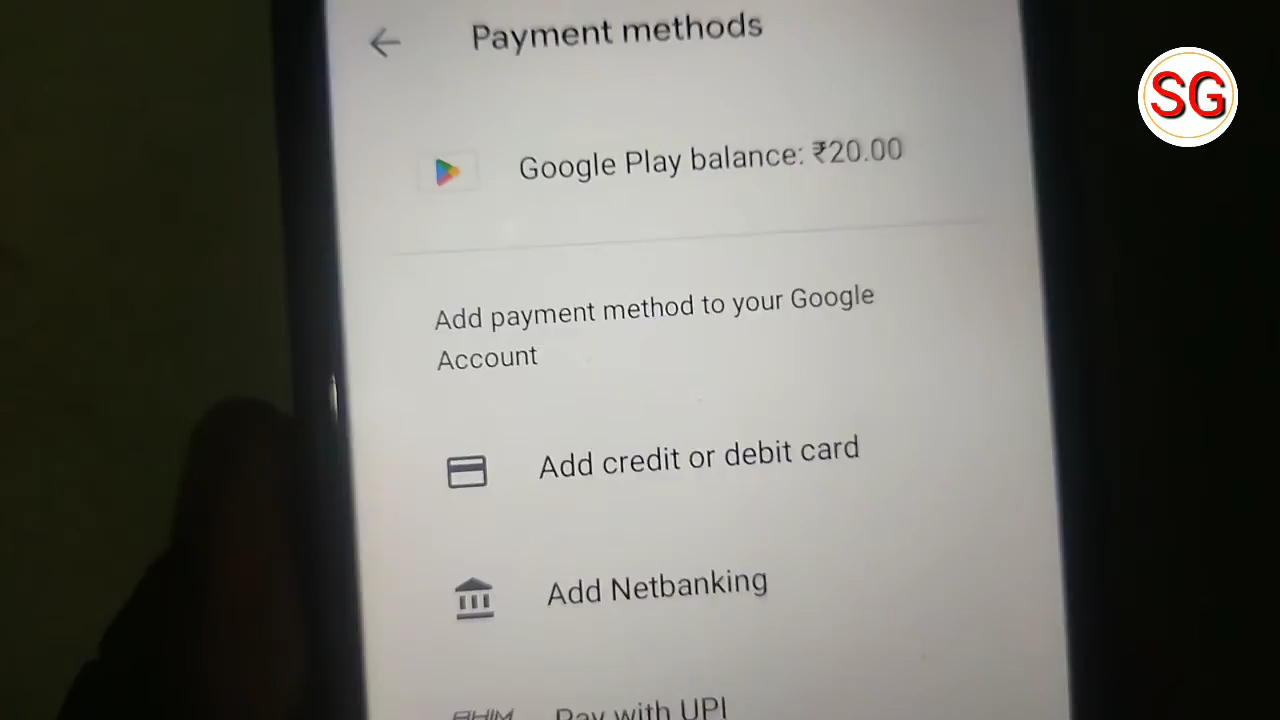 Payment methods
SG
Google Play balance: ₹20.00
Add payment method to your Google
Account
Add credit or debit card
Add Netbanking
BHIM Pay with UPI